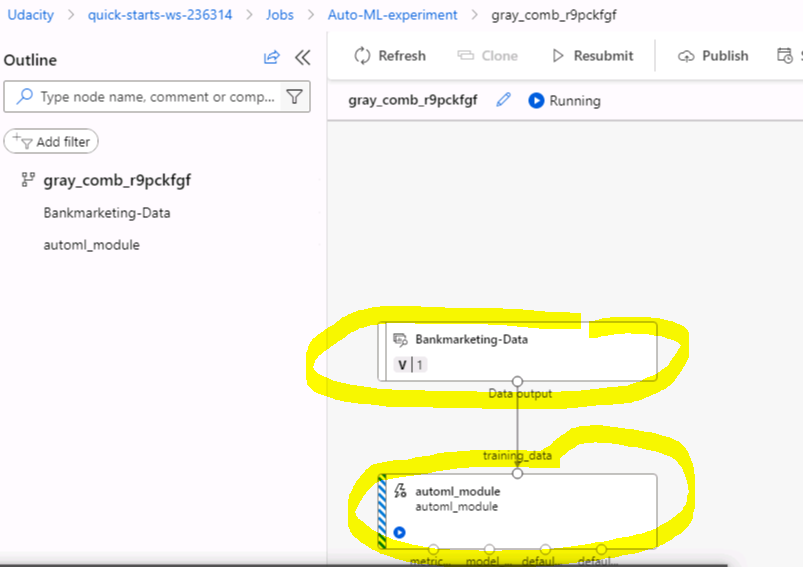 Udacity > quick-starts-ws-236314 > Jobs > Auto-ML-experiment > gray_comb_r9pckfgf
Outline
Refresh Clone Resubmit Publish
Type node name, comment or comp...
gray_comb_r9pckfgf Running
Add filter
gray_comb_r9pckfgf
Bankmarketing-Data
automl_module
Bankmarketing-Data
V | 1
Data output
training_data
automl_module
automl_module
metric... model_... defaul... defaul...